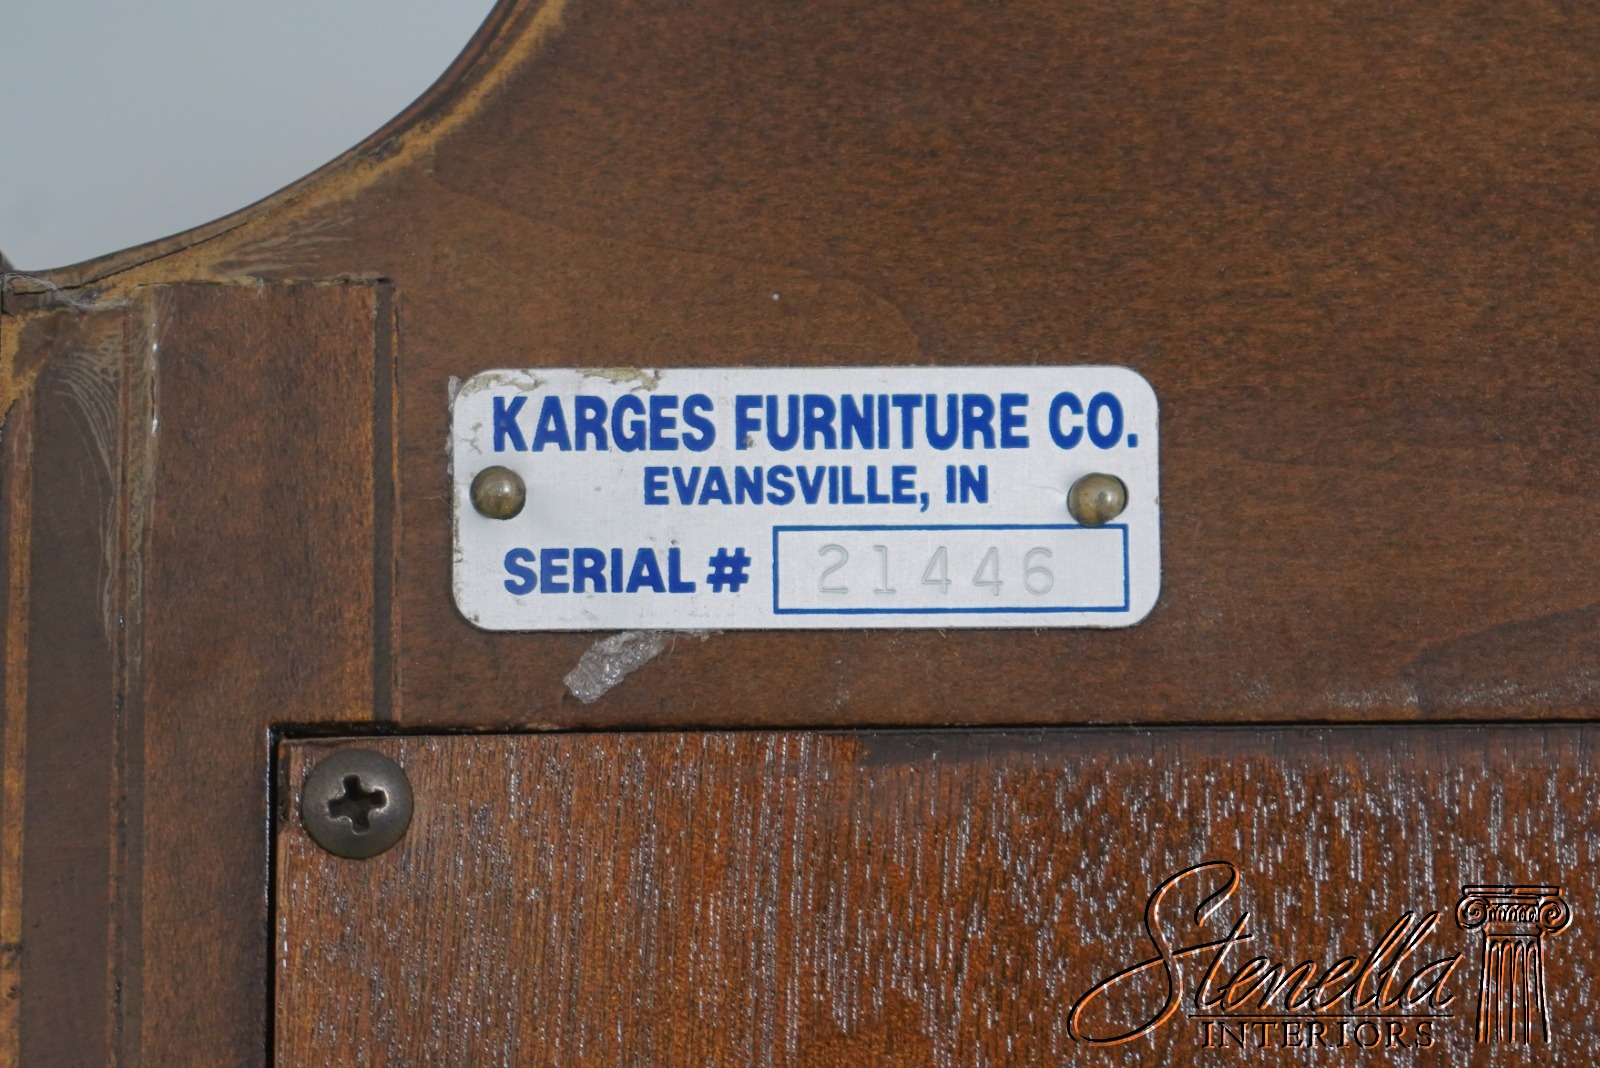 KARGES FURNITURE CO.
EVANSVILLE, IN
SERIAL # 21446
Stenella
INTERIORS